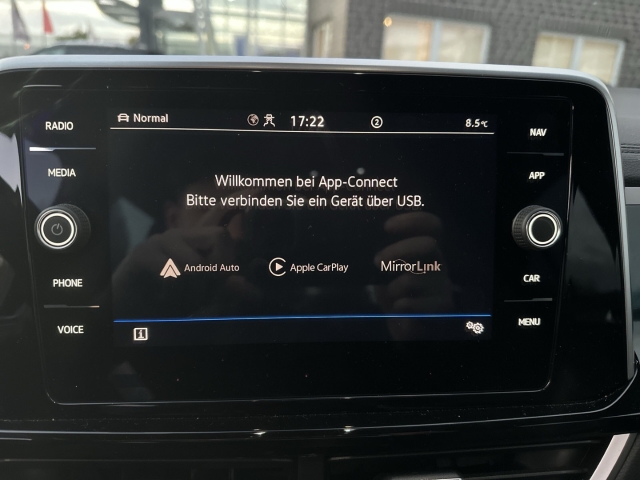 RADIO
MEDIA
PHONE
VOICE
Normal
17:22
2
8.5°C
Willkommen bei App-Connect
Bitte verbinden Sie ein Gerät über USB.
Android Auto
Apple CarPlay
MirrorLink
i
NAV
APP
CAR
MENU